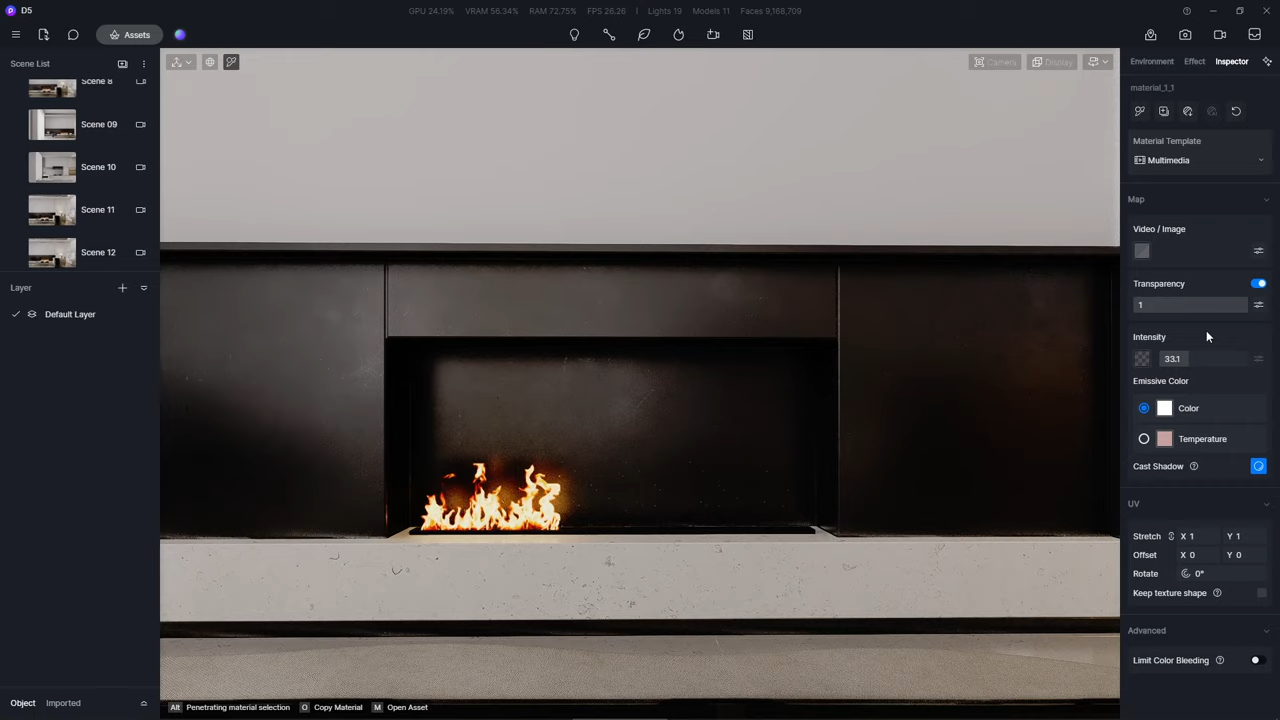 D5
GPU 24.19% VRAM 56.34% RAM 72.75% FPS 26.26 | Lights 19 Models 11 Faces 9,168,709
Assets
Scene List
Scene 8
Scene 09
Scene 10
Scene 11
Scene 12
Layer
Default Layer
Object Imported
Camera Display
Alt Penetrating material selection O Copy Material M Open Asset
Environment Effect Inspector
material_1_1
Material Template
Multimedia
Map
Video / Image
Transparency
1
Intensity
33.1
Emissive Color
Color
Temperature
Cast Shadow
UV
Stretch X 1 Y 1
Offset X 0 Y 0
Rotate 0°
Keep texture shape
Advanced
Limit Color Bleeding